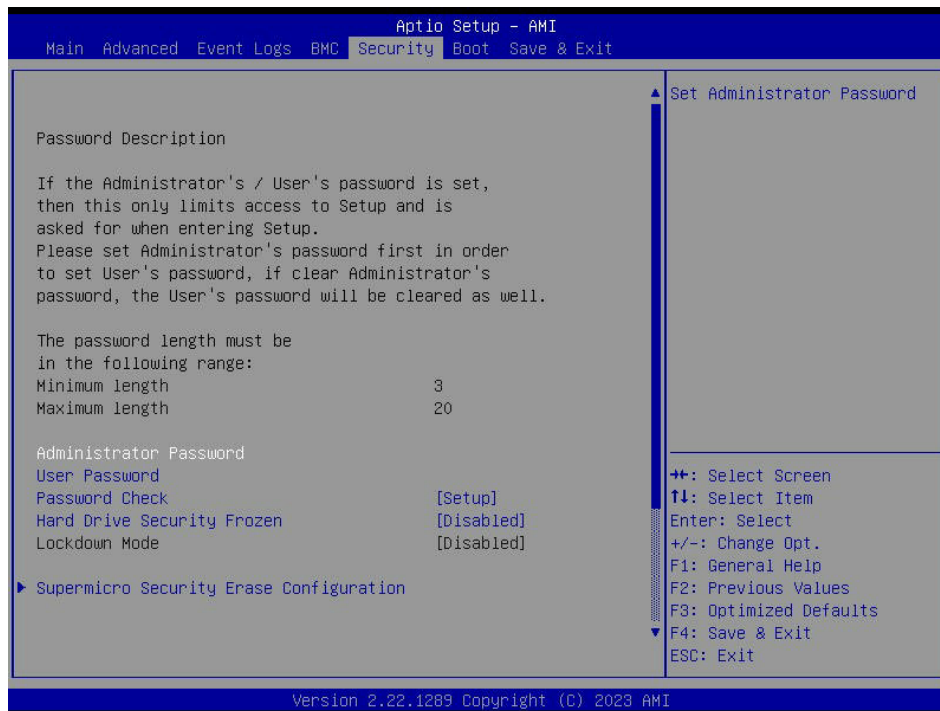 Aptio Setup – AMI
Main Advanced Event Logs BMC Security Boot Save & Exit
Set Administrator Password
Password Description
If the Administrator's / User's password is set,
then this only limits access to Setup and is
asked for when entering Setup.
Please set Administrator's password first in order
to set User's password, if clear Administrator's
password, the User's password will be cleared as well.
The password length must be
in the following range:
Minimum length 3
Maximum length 20
Administrator Password
User Password
Password Check [Setup]
Hard Drive Security Frozen [Disabled]
Lockdown Mode [Disabled]
Supermicro Security Erase Configuration
→←: Select Screen
↑↓: Select Item
Enter: Select
+/-: Change Opt.
F1: General Help
F2: Previous Values
F3: Optimized Defaults
F4: Save & Exit
ESC: Exit
Version 2.22.1289 Copyright (C) 2023 AMI